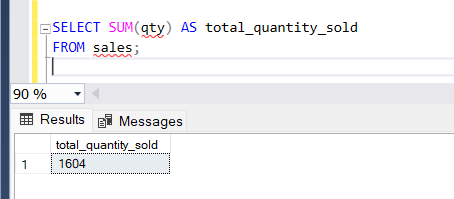 SELECT SUM(qty) AS total_quantity_sold
FROM sales;
90 %
Results Messages
total_quantity_sold
1 1604